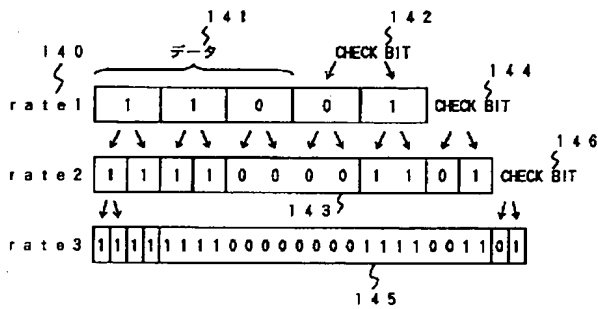 141 142
140 データ CHECK BIT 144
rate1 1 1 0 0 1 CHECK BIT
146
rate2 1 1 1 1 0 0 0 0 1 1 0 1 CHECK BIT
143
rate3 1 1 1 1 1 1 1 1 0 0 0 0 0 0 0 0 1 1 1 1 0 0 1 1 0 1
145